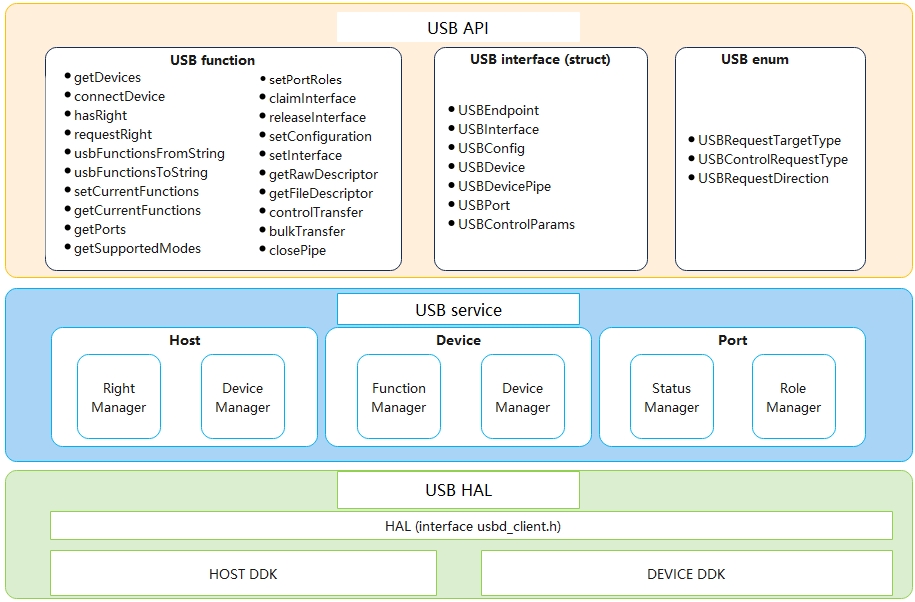 USB API
USB function
• getDevices
• connectDevice
• hasRight
• requestRight
• usbFunctionsFromString
• usbFunctionsToString
• setCurrentFunctions
• getCurrentFunctions
• getPorts
• getSupportedModes
• setPortRoles
• claimInterface
• releaseInterface
• setConfiguration
• setInterface
• getRawDescriptor
• getFileDescriptor
• controlTransfer
• bulkTransfer
• closePipe
USB interface (struct)
• USBEndpoint
• USBInterface
• USBConfig
• USBDevice
• USBDevicePipe
• USBPort
• USBControlParams
USB enum
• USBRequestTargetType
• USBControlRequestType
• USBRequestDirection
USB service
Host
Right
Manager
Device
Manager
Device
Function
Manager
Device
Manager
Port
Status
Manager
Role
Manager
USB HAL
HAL (interface usbd_client.h)
HOST DDK
DEVICE DDK